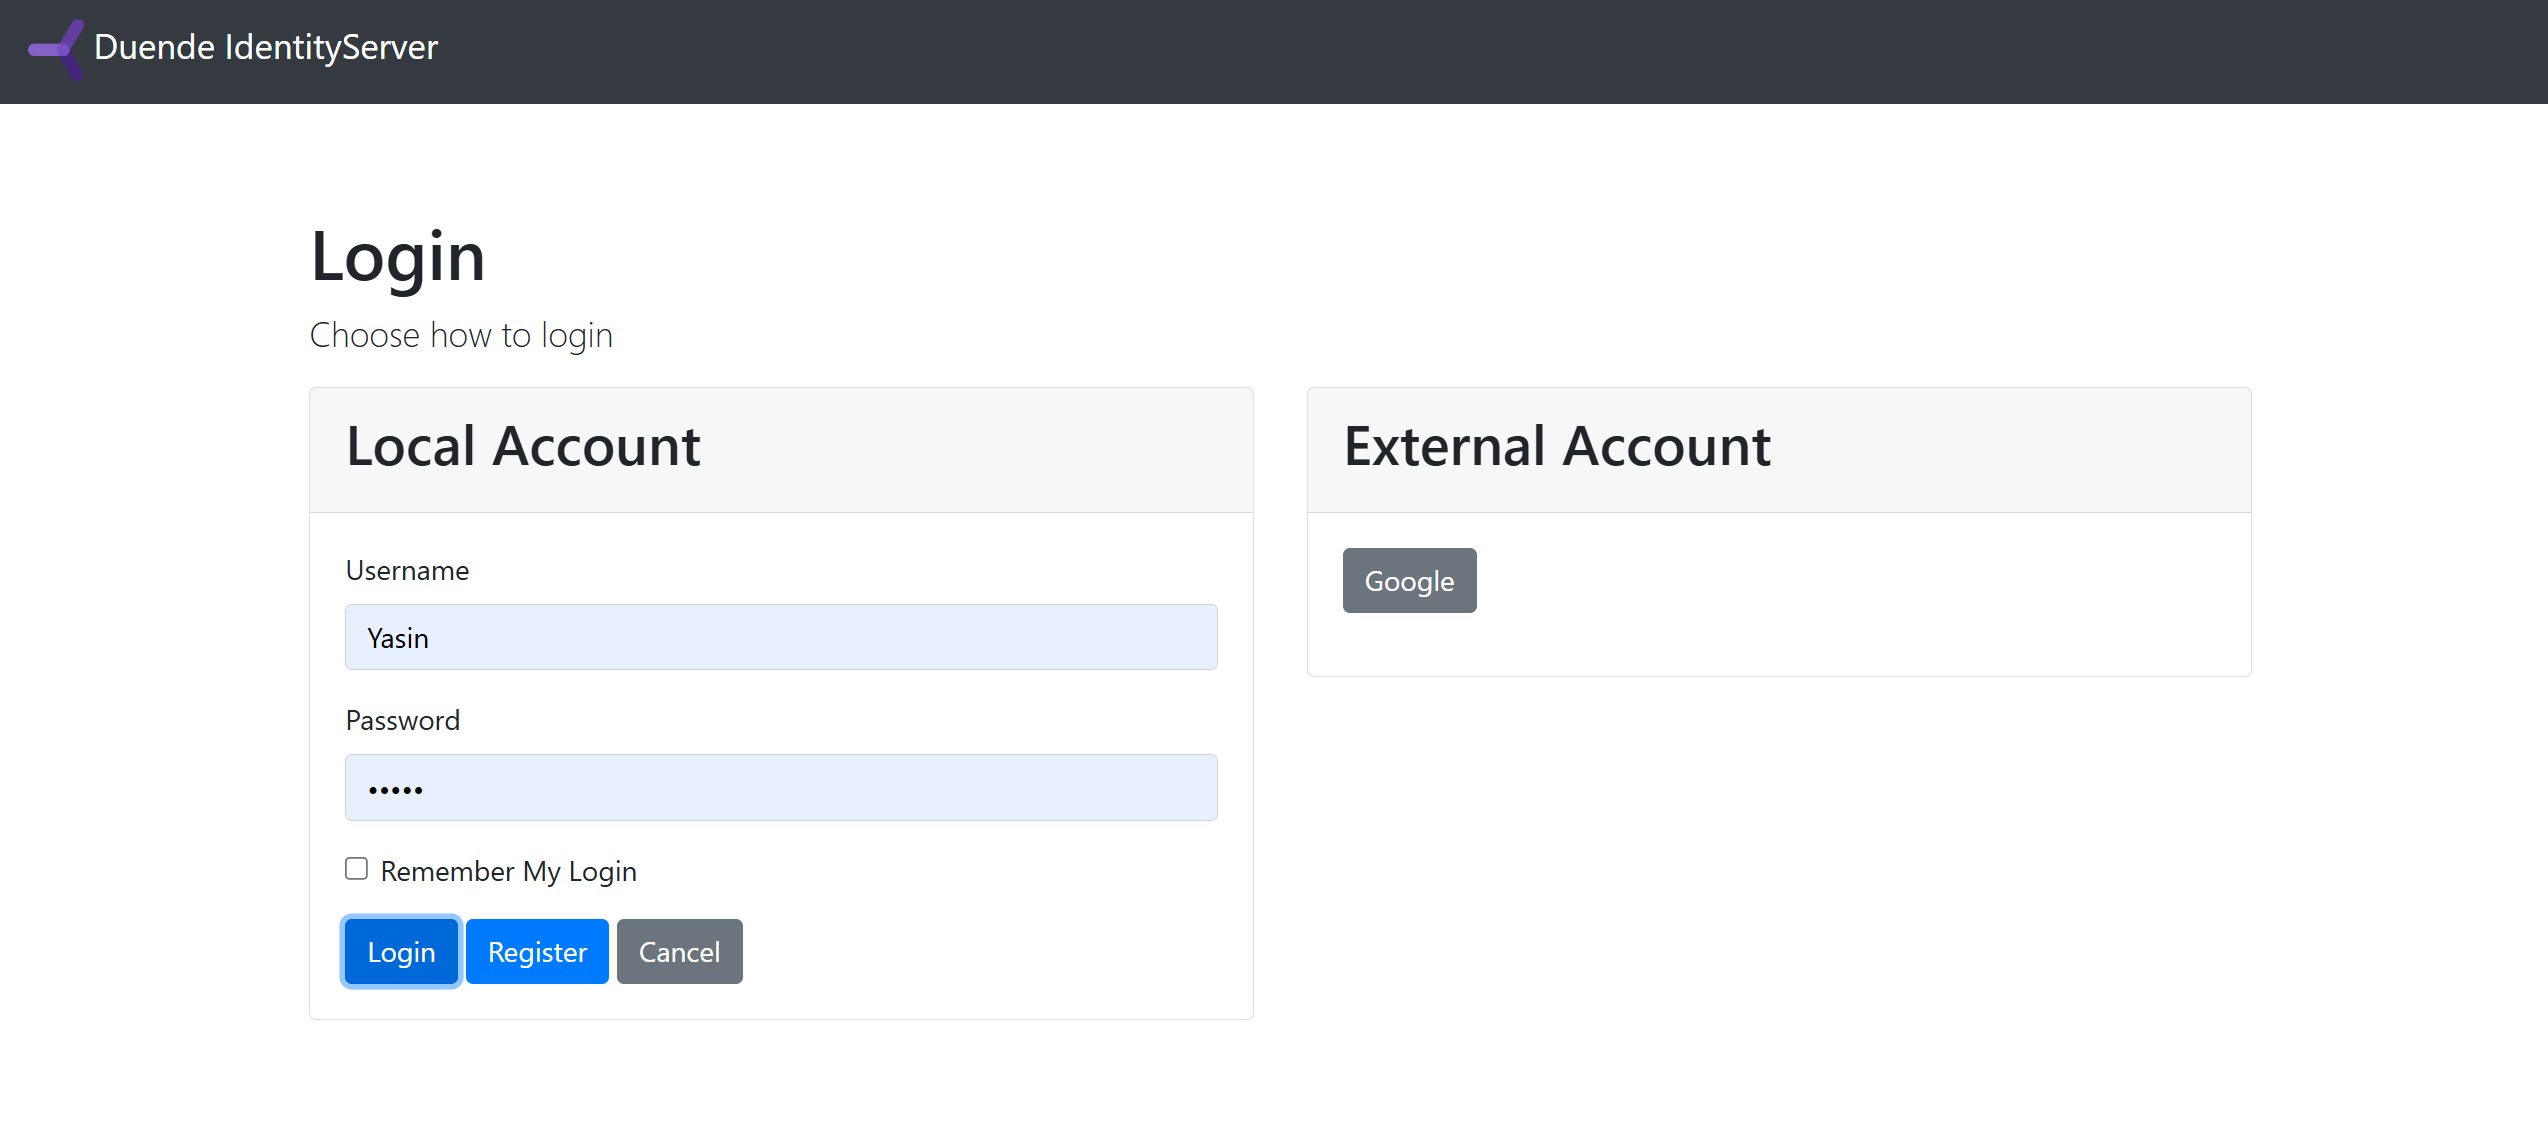 Duende IdentityServer
Login
Choose how to login
Local Account
Username
Yasin
Password
•••••
Remember My Login
Login Register Cancel
External Account
Google